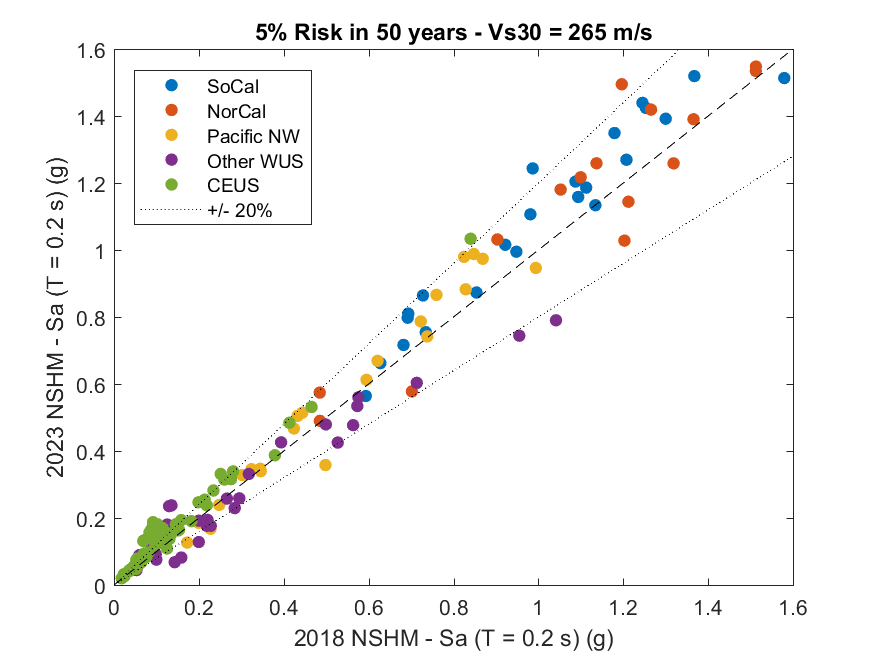 5% Risk in 50 years - Vs30 = 265 m/s
1.6
1.4
1.2
1
0.8
0.6
0.4
0.2
0
2023 NSHM - Sa (T = 0.2 s) (g)
SoCal
NorCal
Pacific NW
Other WUS
CEUS
+/- 20%
0 0.2 0.4 0.6 0.8 1 1.2 1.4 1.6
2018 NSHM - Sa (T = 0.2 s) (g)